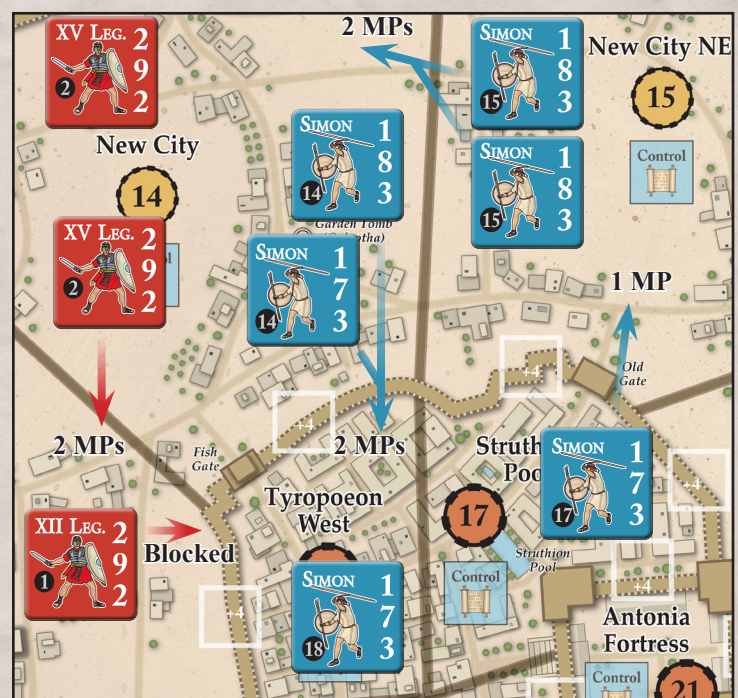 XV LEG. 2
9
2
2
2 MPs
SIMON 1
8
3
15
New City NE
15
Control
New City
14
SIMON 1
8
3
14
SIMON 1
8
3
15
Garden Tomb
XV LEG. 2
9
2
2
SIMON 1
7
3
14
1 MP
Old
Gate
+4
+4
2 MPs
2 MPs
Fish
Gate
XII LEG. 2
9
2
1
Blocked
Tyropoeon
West
17
SIMON 1
7
3
17
+4
Struthion
Pool
Control
+4
+4
SIMON 1
7
3
18
Antonia
Fortress
Control
21